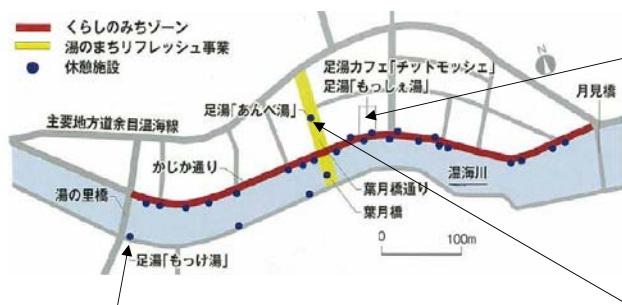 くらしのみちゾーン
湯のまちリフレッシュ事業
休憩施設
N
足湯カフェ「チットモッシェ」
足湯「もっしぇ湯」
月見橋
足湯「あんべ湯」
主要地方道余目温海線
かじか通り
温海川
湯の里橋
葉月橋通り
葉月橋
0
100m
足湯「もっけ湯」